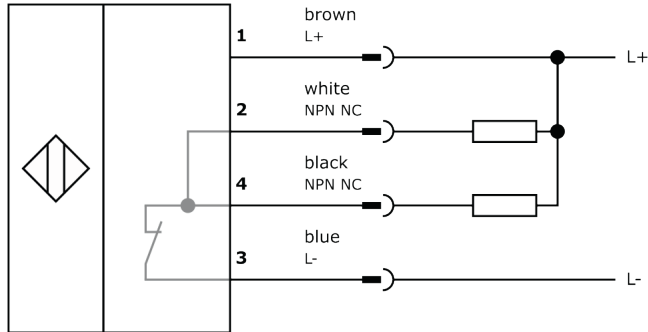 brown
1 L+
L+
white
2 NPN NC
black
4 NPN NC
blue
3 L-
L-